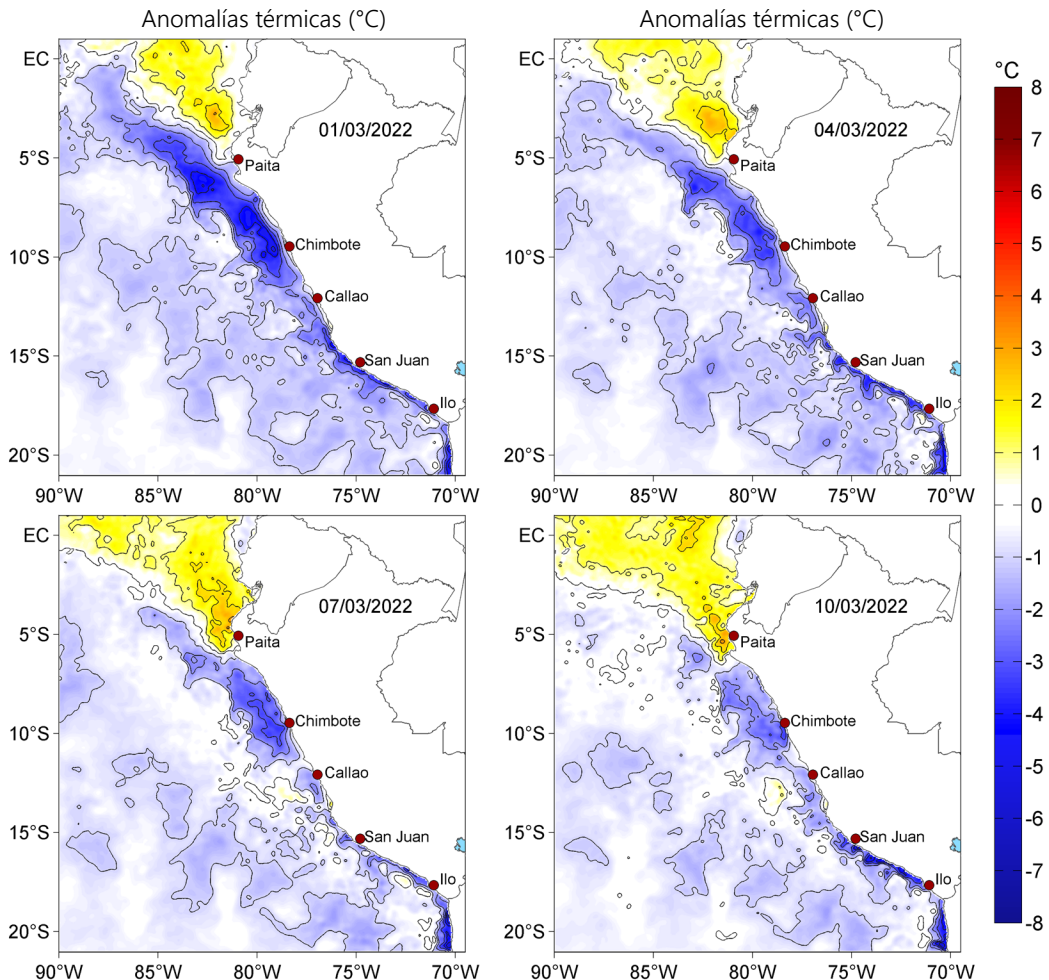 Anomalías térmicas (°C)
Anomalías térmicas (°C)
EC
5°S
10°S
15°S
20°S
90°W 85°W 80°W 75°W 70°W
01/03/2022
Paita
Chimbote
Callao
San Juan
Ilo
EC
5°S
10°S
15°S
20°S
90°W 85°W 80°W 75°W 70°W
04/03/2022
Paita
Chimbote
Callao
San Juan
Ilo
°C
8
7
6
5
4
3
2
1
0
-1
-2
-3
-4
-5
-6
-7
-8
EC
5°S
10°S
15°S
20°S
90°W 85°W 80°W 75°W 70°W
07/03/2022
Paita
Chimbote
Callao
San Juan
Ilo
EC
5°S
10°S
15°S
20°S
90°W 85°W 80°W 75°W 70°W
10/03/2022
Paita
Chimbote
Callao
San Juan
Ilo